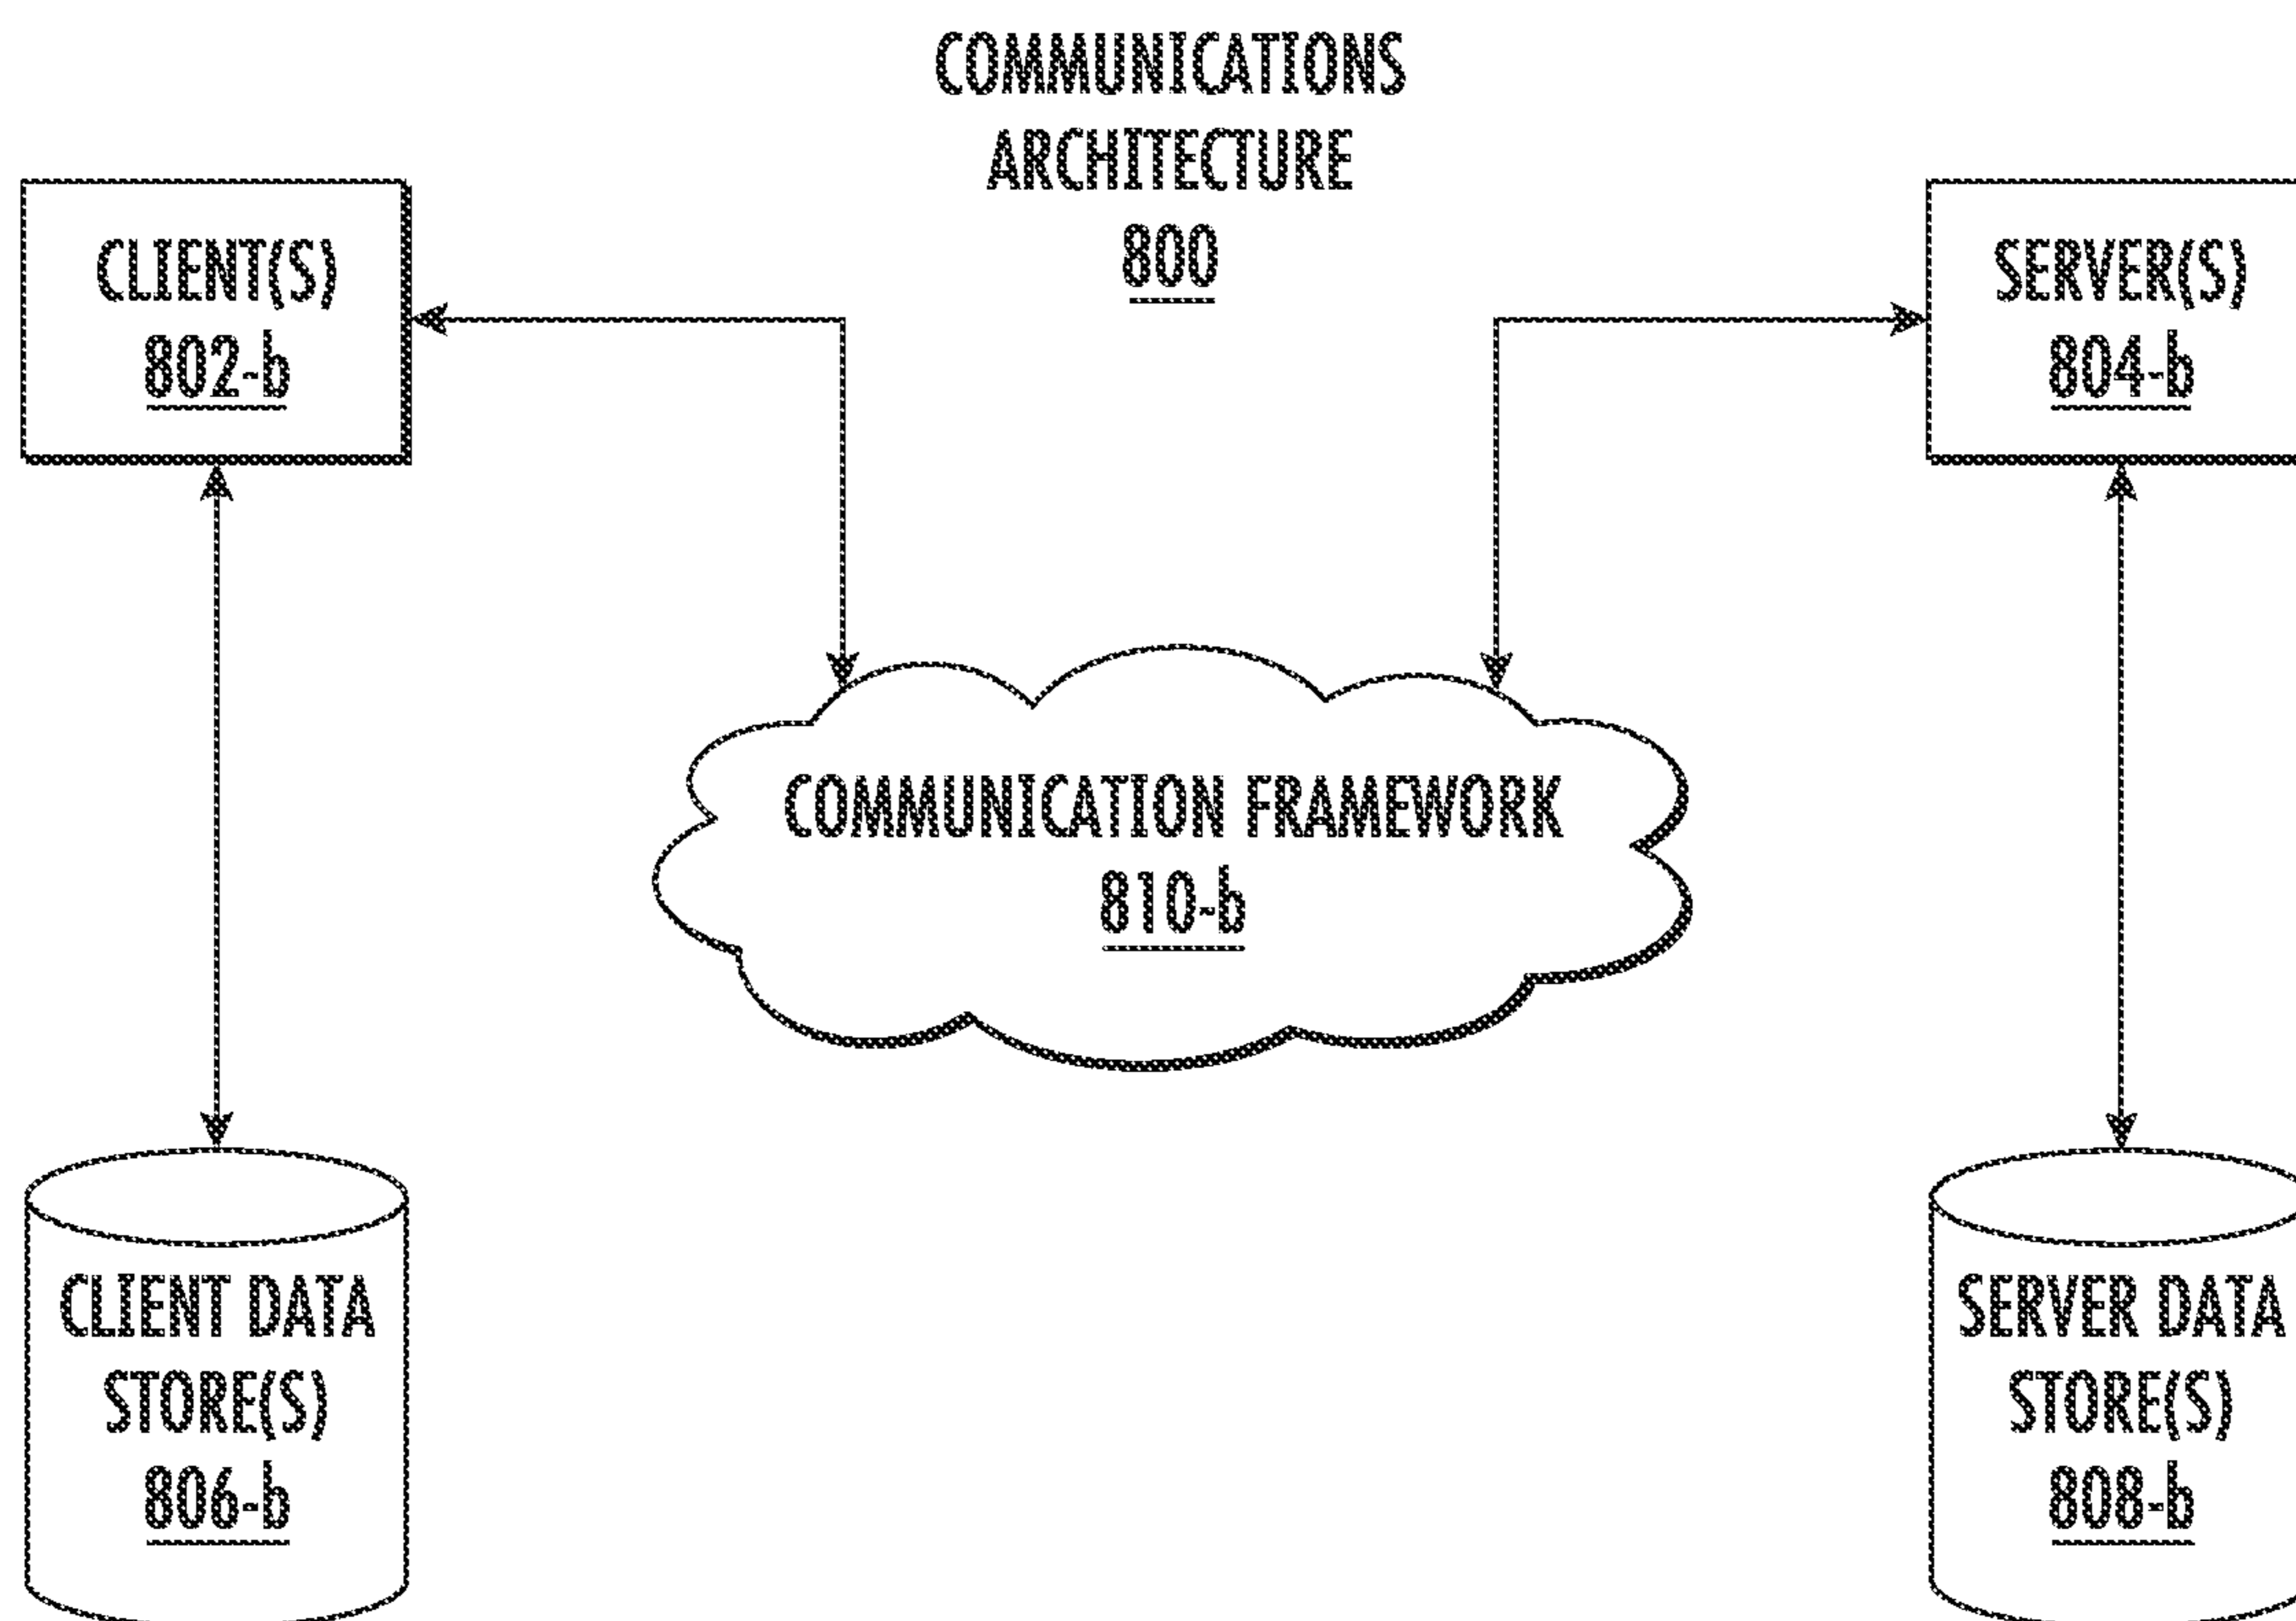 COMMUNICATIONS
ARCHITECTURE
800
CLIENT(S)
802-b
SERVER(S)
804-b
COMMUNICATION FRAMEWORK
810-b
CLIENT DATA
STORE(S)
806-b
SERVER DATA
STORE(S)
808-b